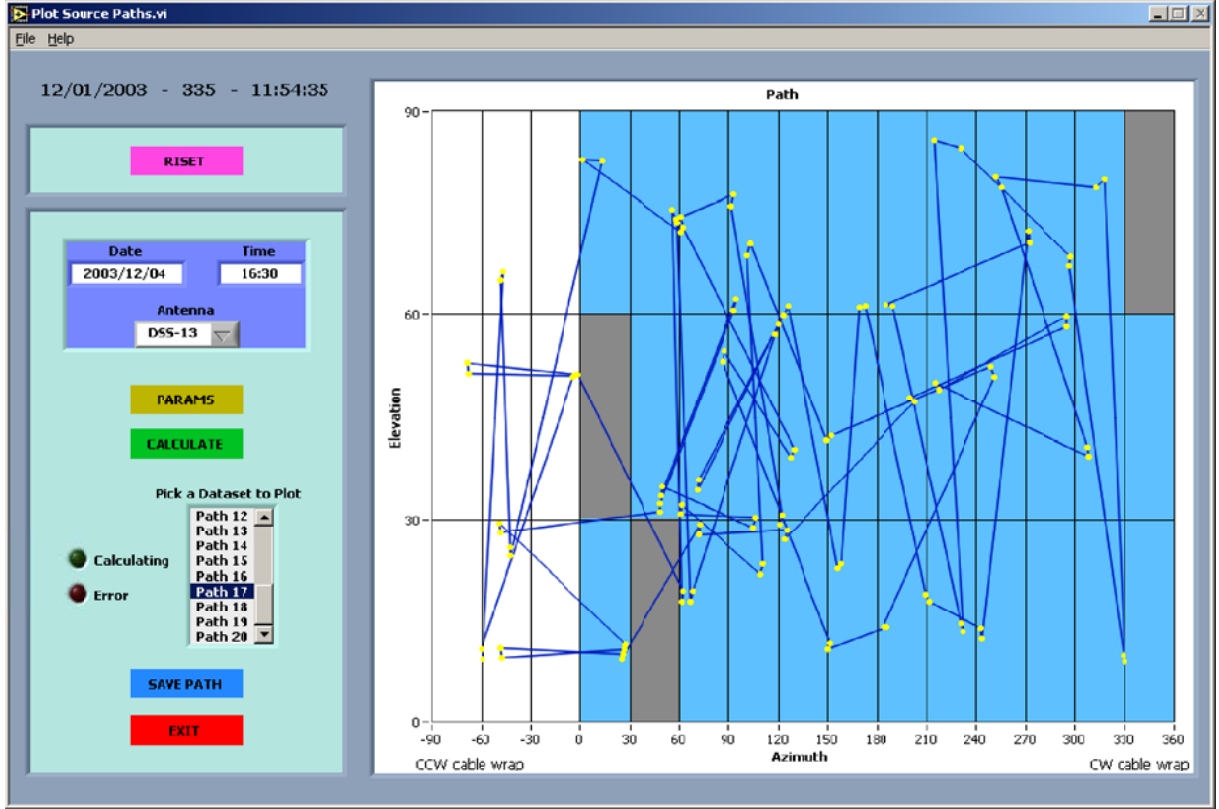 Plot Source Paths.vi
File Help
12/01/2003 - 335 - 11:54:35
RISET
Date Time
2003/12/04 16:30
Antenna
DSS-13
PARAMS
CALCULATE
Pick a Dataset to Plot
Path 12
Path 13
Path 14
Path 15
Path 16
Path 17
Path 18
Path 19
Path 20
Calculating
Error
SAVE PATH
EXIT
Path
90
60
30
0
Elevation
-90 -60 -30 0 30 60 90 120 150 180 210 240 270 300 330 360
CCW cable wrap Azimuth CW cable wrap